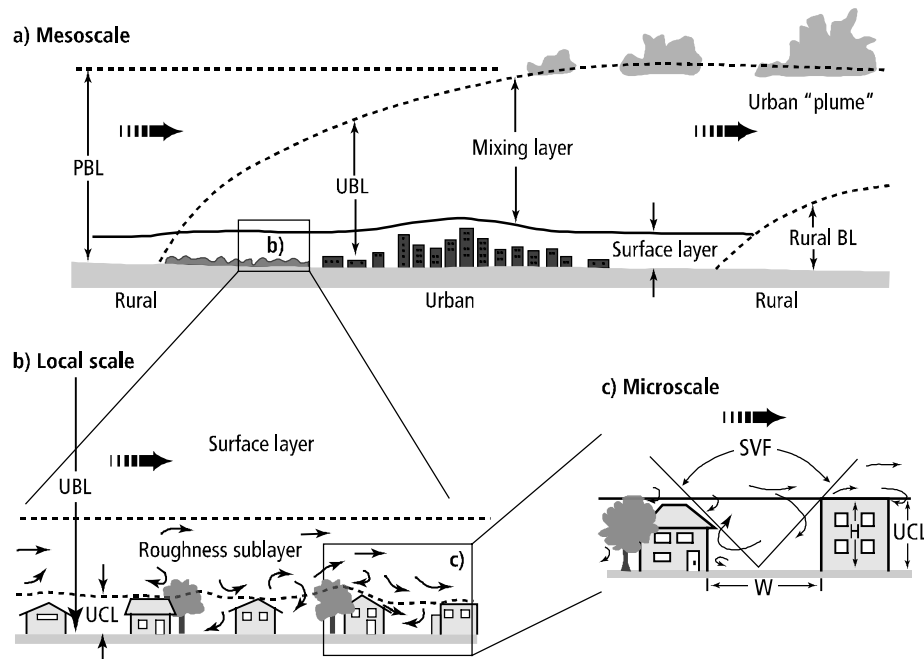 a) Mesoscale
Urban "plume"
PBL
Mixing layer
UBL
b)
Surface layer
Rural BL
Rural
Urban
Rural
b) Local scale
Surface layer
UBL
Roughness sublayer
c)
UCL
c) Microscale
SVF
H
UCL
W